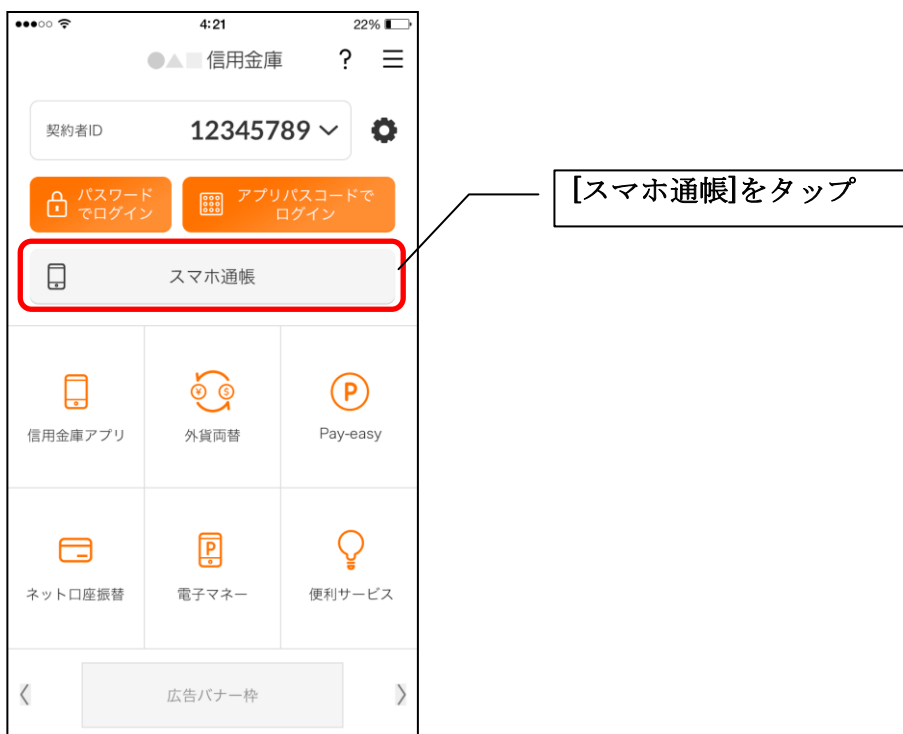 4:21
22%
●▲■ 信用金庫
?
契約者ID
12345789
パスワード
でログイン
アプリパスコードで
ログイン
[スマホ通帳]をタップ
スマホ通帳
信用金庫アプリ
外貨両替
Pay-easy
ネット口座振替
電子マネー
便利サービス
広告バナー枠